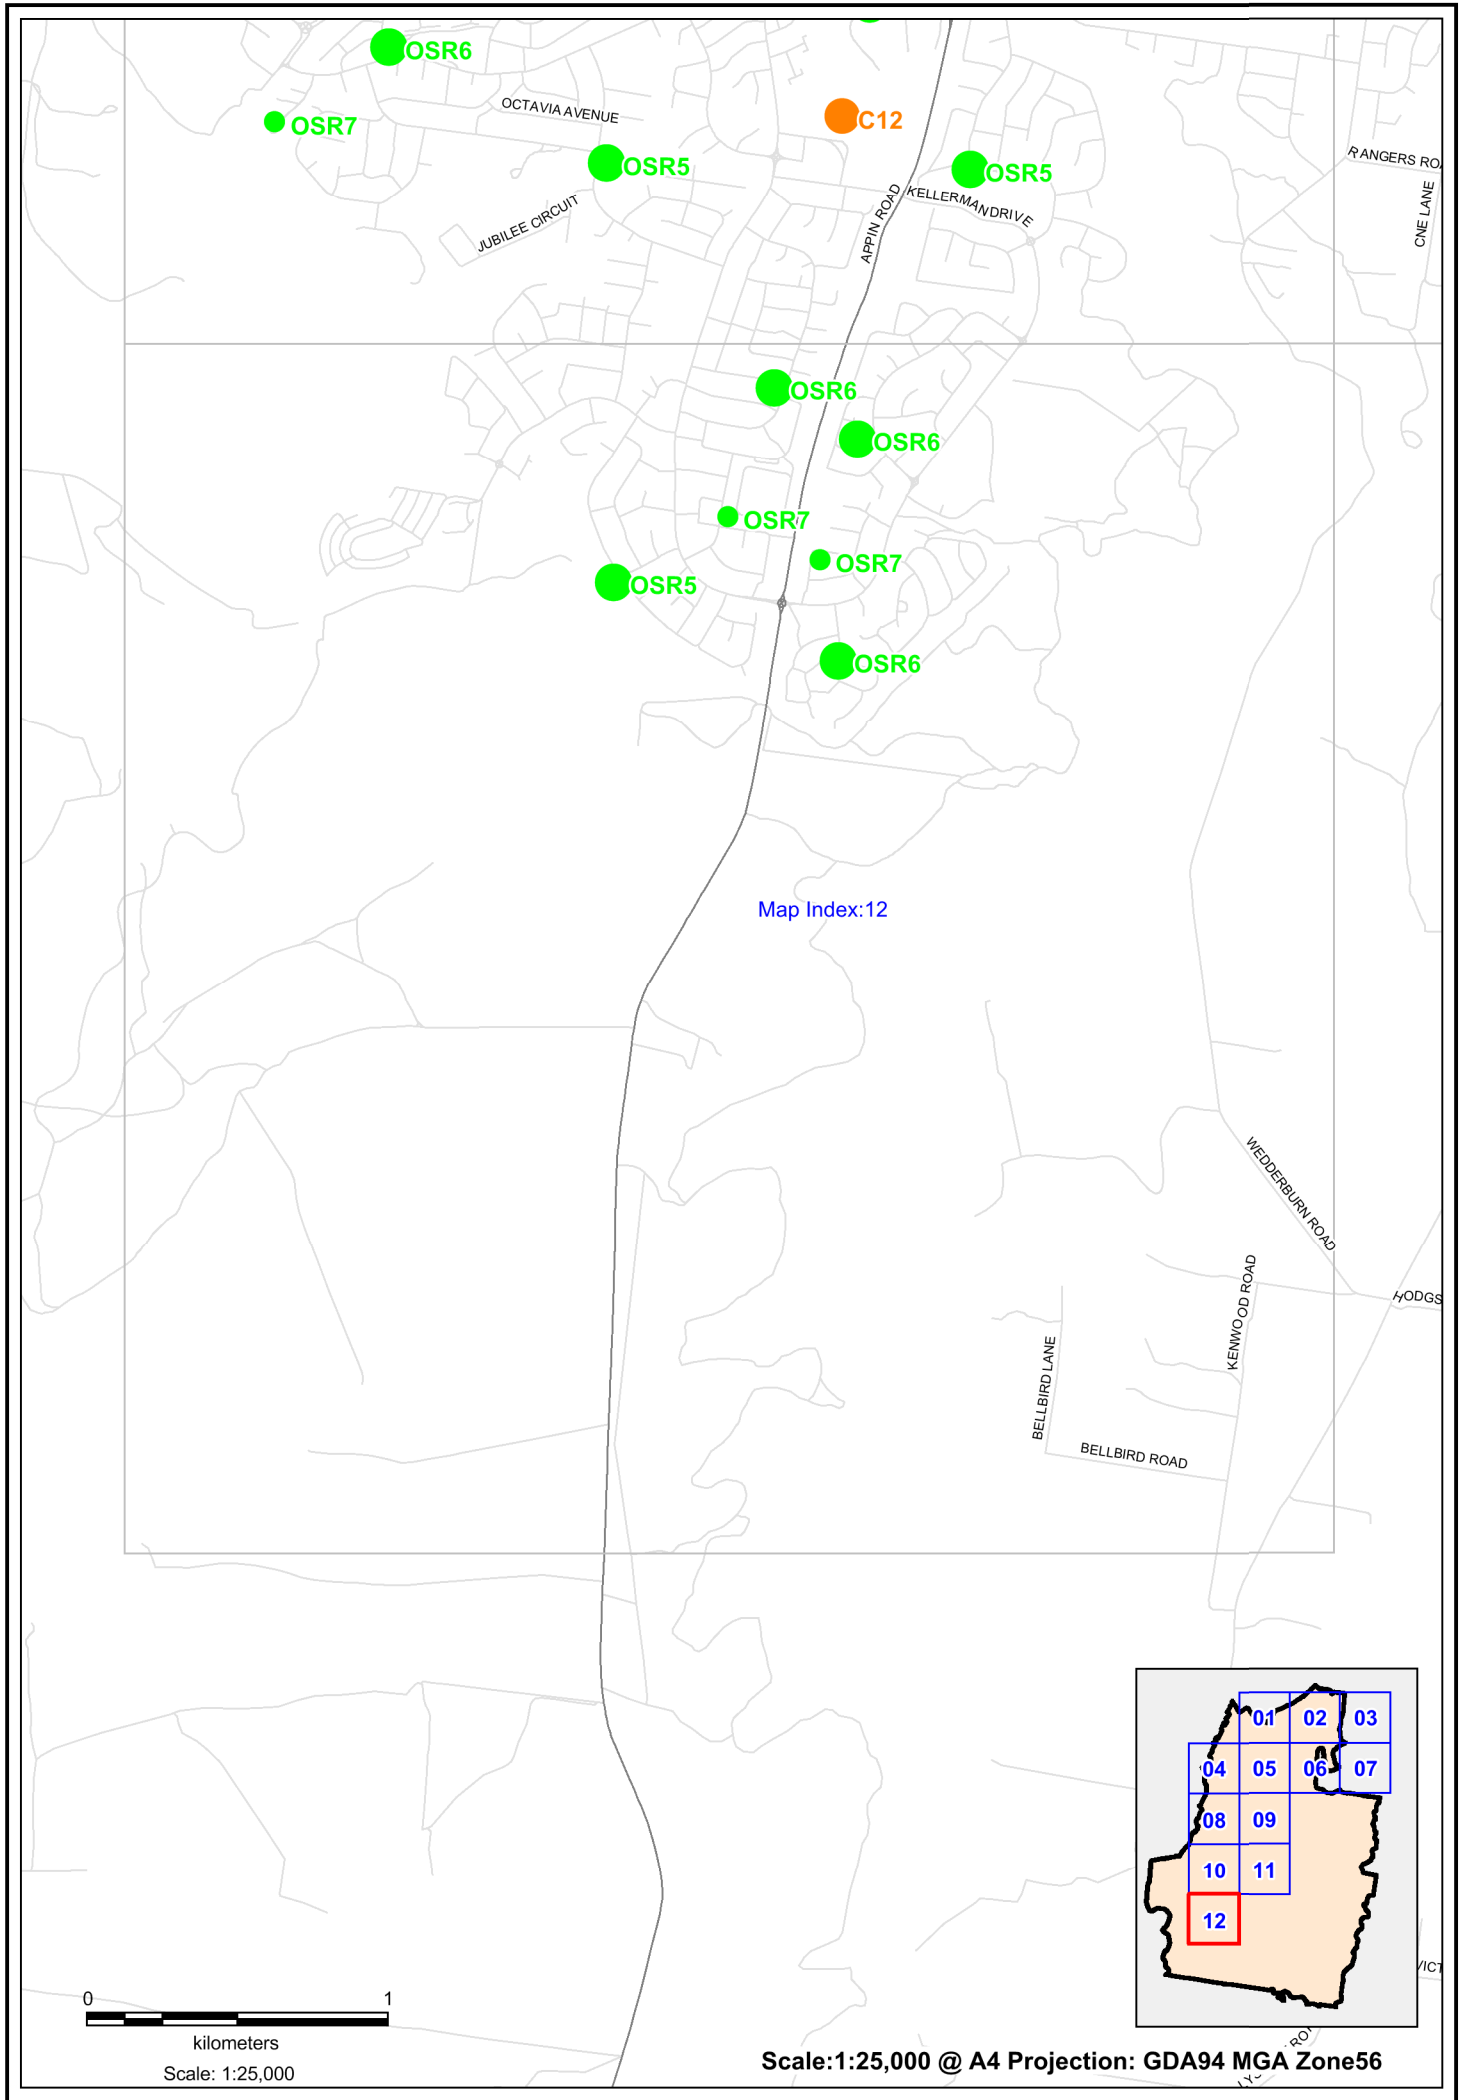 OSR6
OSR7
OCTAVIA AVENUE
OSR5
JUBILEE CIRCUIT
C12
OSR5
APPIN ROAD
KELLERMAN DRIVE
RANGERS ROA
CNE LANE
OSR6
OSR6
OSR7
OSR7
OSR5
OSR6
Map Index:12
WEDDERBURN ROAD
KENWOOD ROAD
HODGS
BELLBIRD LANE
BELLBIRD ROAD
01 02 03
04 05 06 07
08 09
10 11
12
VICT
0 1
kilometers
Scale: 1:25,000
Scale:1:25,000 @ A4 Projection: GDA94 MGA Zone56